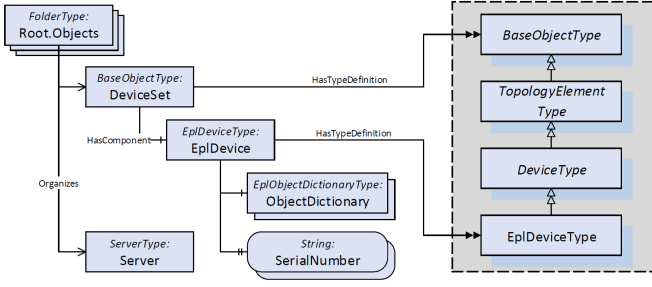 FolderType:
Root.Objects
BaseObjectType:
DeviceSet
HasTypeDefinition
BaseObjectType
TopologyElement
Type
HasComponent
EplDeviceType:
EplDevice
HasTypeDefinition
DeviceType
Organizes
EplObjectDictionaryType:
ObjectDictionary
EplDeviceType
ServerType:
Server
String:
SerialNumber